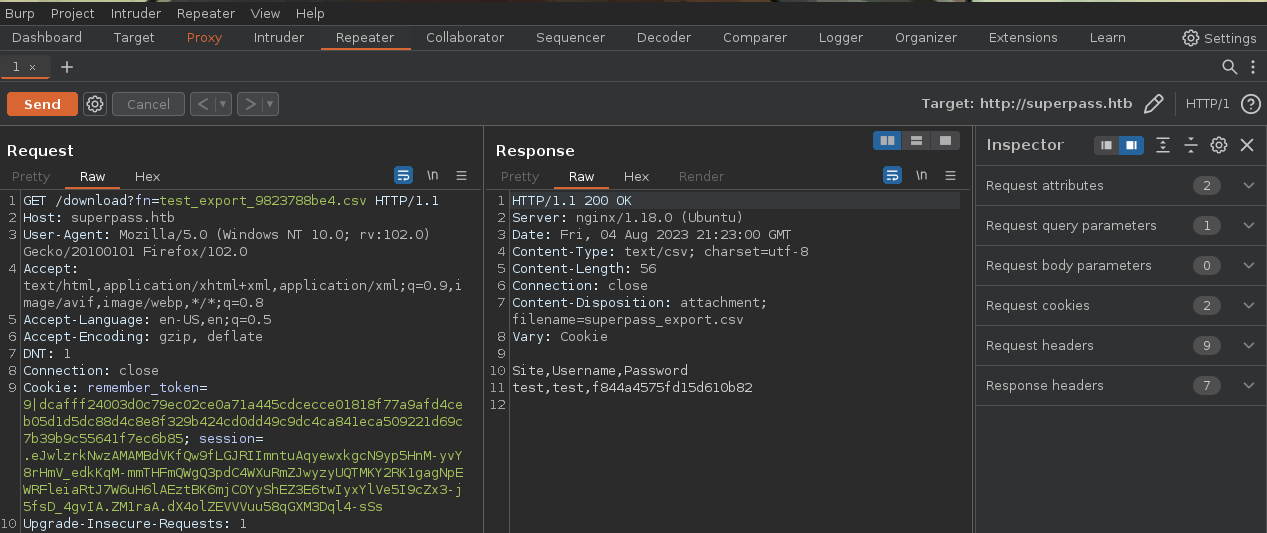 Burp Project Intruder Repeater View Help
Dashboard Target Proxy Intruder Repeater Collaborator Sequencer Decoder Comparer Logger Organizer Extensions Learn Settings
1 × +
Send Cancel < > Target: http://superpass.htb HTTP/1 ?
Request
Pretty Raw Hex \n
1 GET /download?fn=test_export_9823788be4.csv HTTP/1.1
2 Host: superpass.htb
3 User-Agent: Mozilla/5.0 (Windows NT 10.0; rv:102.0)
Gecko/20100101 Firefox/102.0
4 Accept:
text/html,application/xhtml+xml,application/xml;q=0.9,i
mage/avif,image/webp,*/*;q=0.8
5 Accept-Language: en-US,en;q=0.5
6 Accept-Encoding: gzip, deflate
7 DNT: 1
8 Connection: close
9 Cookie: remember_token=
9|dcafff24003d0c79ec02ce0a71a445cdcecce01818f77a9afd4ce
b05d1d5dc88d4c8e8f329b424cd0dd49c9dc4ca841eca509221d69c
7b39b9c55641f7ec6b85; session=
.eJwlzrkNwzAMAMBdVKfQw9fLGJRIImntuAqyewxkgcN9yp5HnM-yvY
8rHmV_edkKqM-mmTHFmQWgQ3pdC4WXuRmZJwyzyUQTMKY2RK1gagNpE
WRFleiaRtJ7W6uH6lAEztBK6mjC0YyShEZ3E6twIyxYlVe5I9cZx3-j
5fsD_4gvIA.ZM1raA.dX4olZEVVVuu58qGXM3Dql4-sSs
10 Upgrade-Insecure-Requests: 1
Response
Pretty Raw Hex Render \n
1 HTTP/1.1 200 OK
2 Server: nginx/1.18.0 (Ubuntu)
3 Date: Fri, 04 Aug 2023 21:23:00 GMT
4 Content-Type: text/csv; charset=utf-8
5 Content-Length: 56
6 Connection: close
7 Content-Disposition: attachment;
filename=superpass_export.csv
8 Vary: Cookie
9
10 Site,Username,Password
11 test,test,f844a4575fd15d610b82
12
Inspector
Request attributes 2
Request query parameters 1
Request body parameters 0
Request cookies 2
Request headers 9
Response headers 7